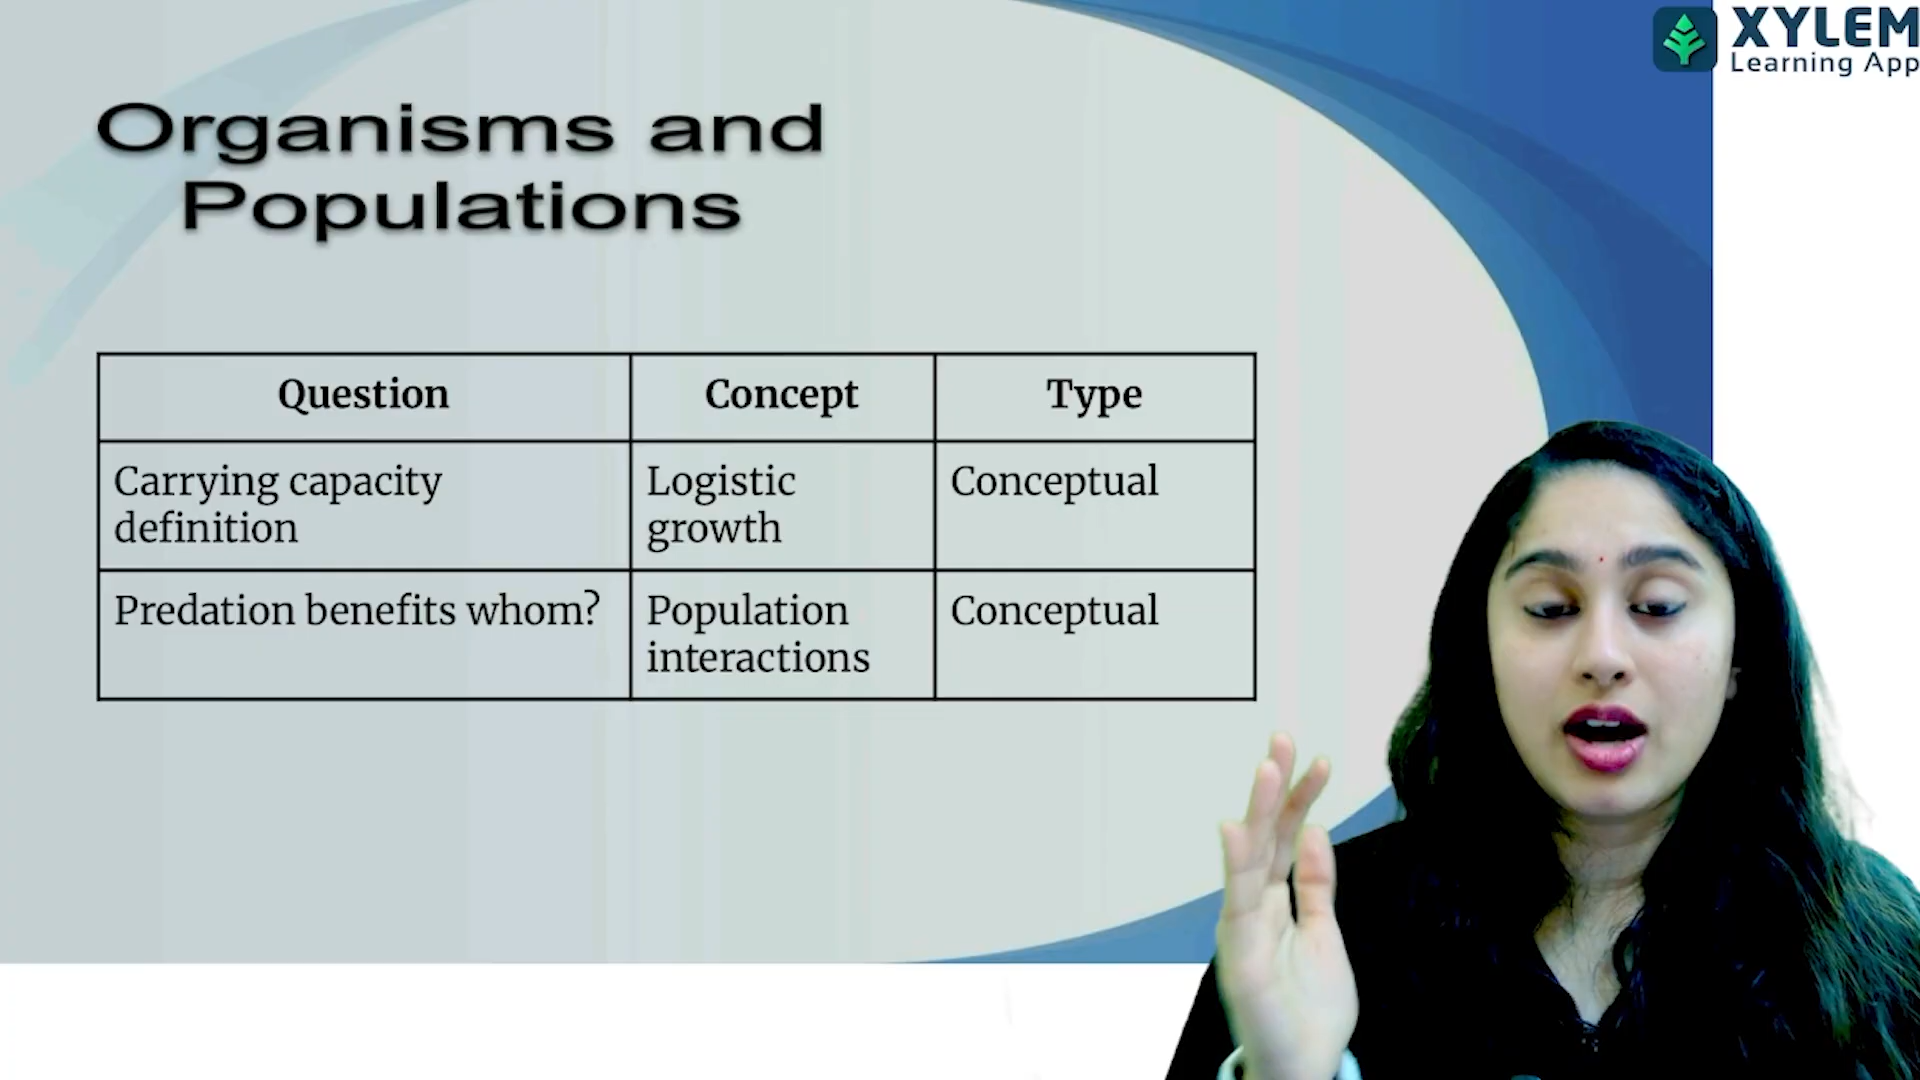 XYLEM
Learning App
Organisms and
Populations
Question
Concept
Type
Carrying capacity
definition
Logistic
growth
Conceptual
Predation benefits whom?
Population
interactions
Conceptual